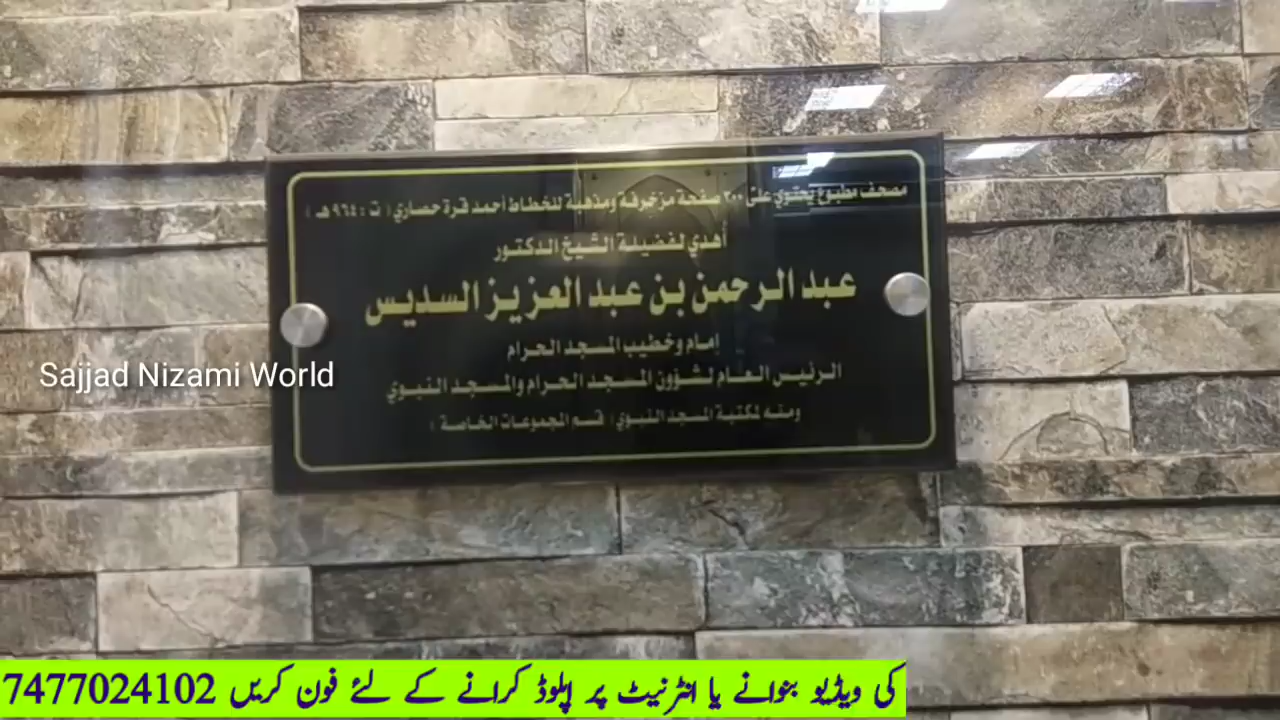 مصحف مطبوع يحتوي على ٢٠٠ صفحة مزخرفة ومذهبة للخطاط أحمد قرة حصاري ( ت : ٩٦٤ هـ )
أهدي لفضيلة الشيخ الدكتور
عبد الرحمن بن عبد العزيز السديس
إمام وخطيب المسجد الحرام
الرئيس العام لشؤون المسجد الحرام والمسجد النبوي
ومنه لمكتبة المسجد النبوي ( قسم المجموعات الخاصة )
Sajjad Nizami World
کی ویڈیو بنوانے یا انٹرنیٹ پر اپلوڈ کرانے کے لئے فون کریں 7477024102